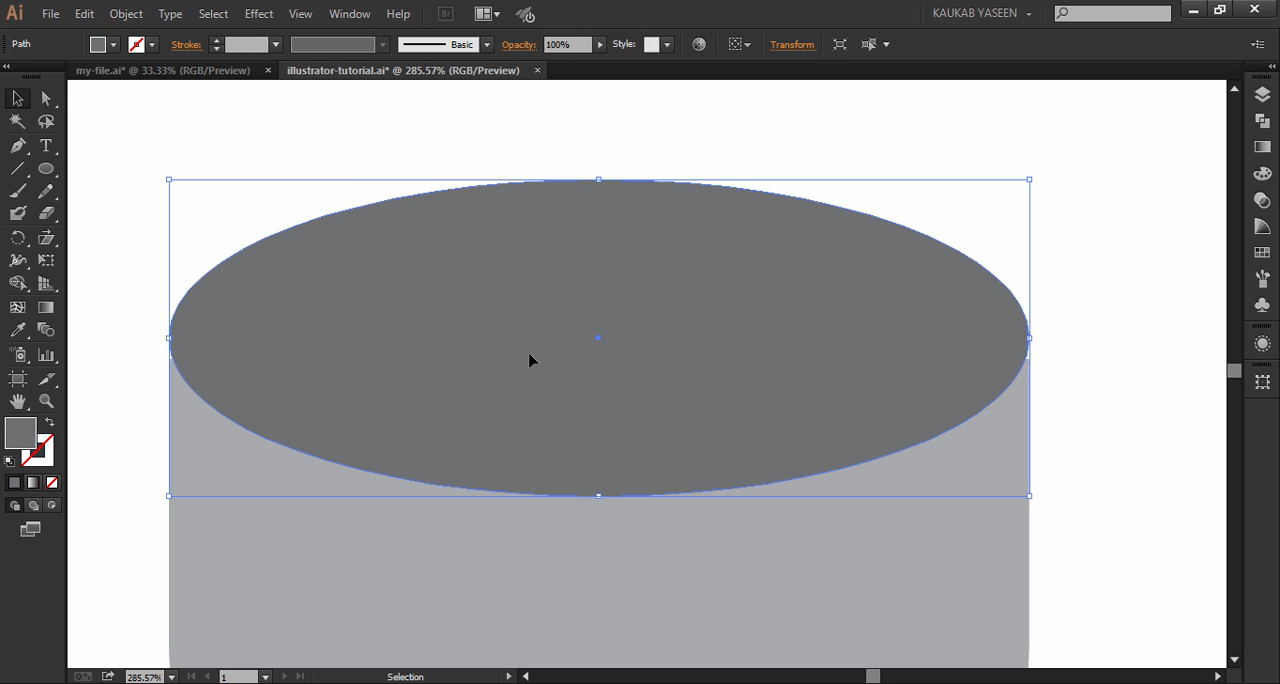 Ai File Edit Object Type Select Effect View Window Help Br KAUKAB YASEEN
Path Stroke: Basic Opacity: 100% Style: Transform
my-file.ai* @ 33.33% (RGB/Preview) × illustrator-tutorial.ai* @ 285.57% (RGB/Preview) ×
T
285.57% 1 Selection